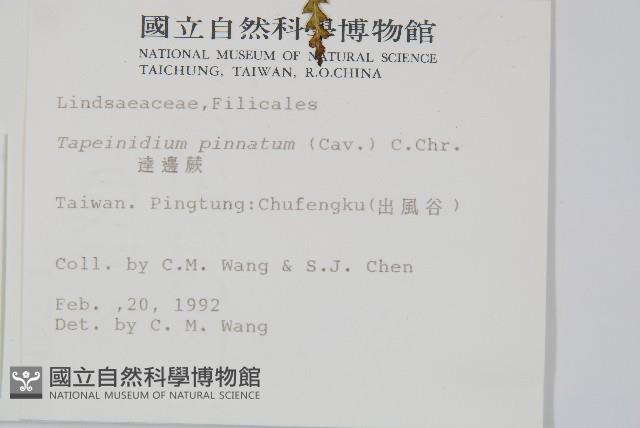 國立自然科學博物館
NATIONAL MUSEUM OF NATURAL SCIENCE
TAICHUNG, TAIWAN, R.O.CHINA
Lindsaeaceae,Filicales
Tapeinidium pinnatum (Cav.) C.Chr.
達邊蕨
Taiwan. Pingtung:Chufengku(出風谷)
Coll. by C.M. Wang & S.J. Chen
Feb. ,20, 1992
Det. by C. M. Wang
國立自然科學博物館
NATIONAL MUSEUM OF NATURAL SCIENCE